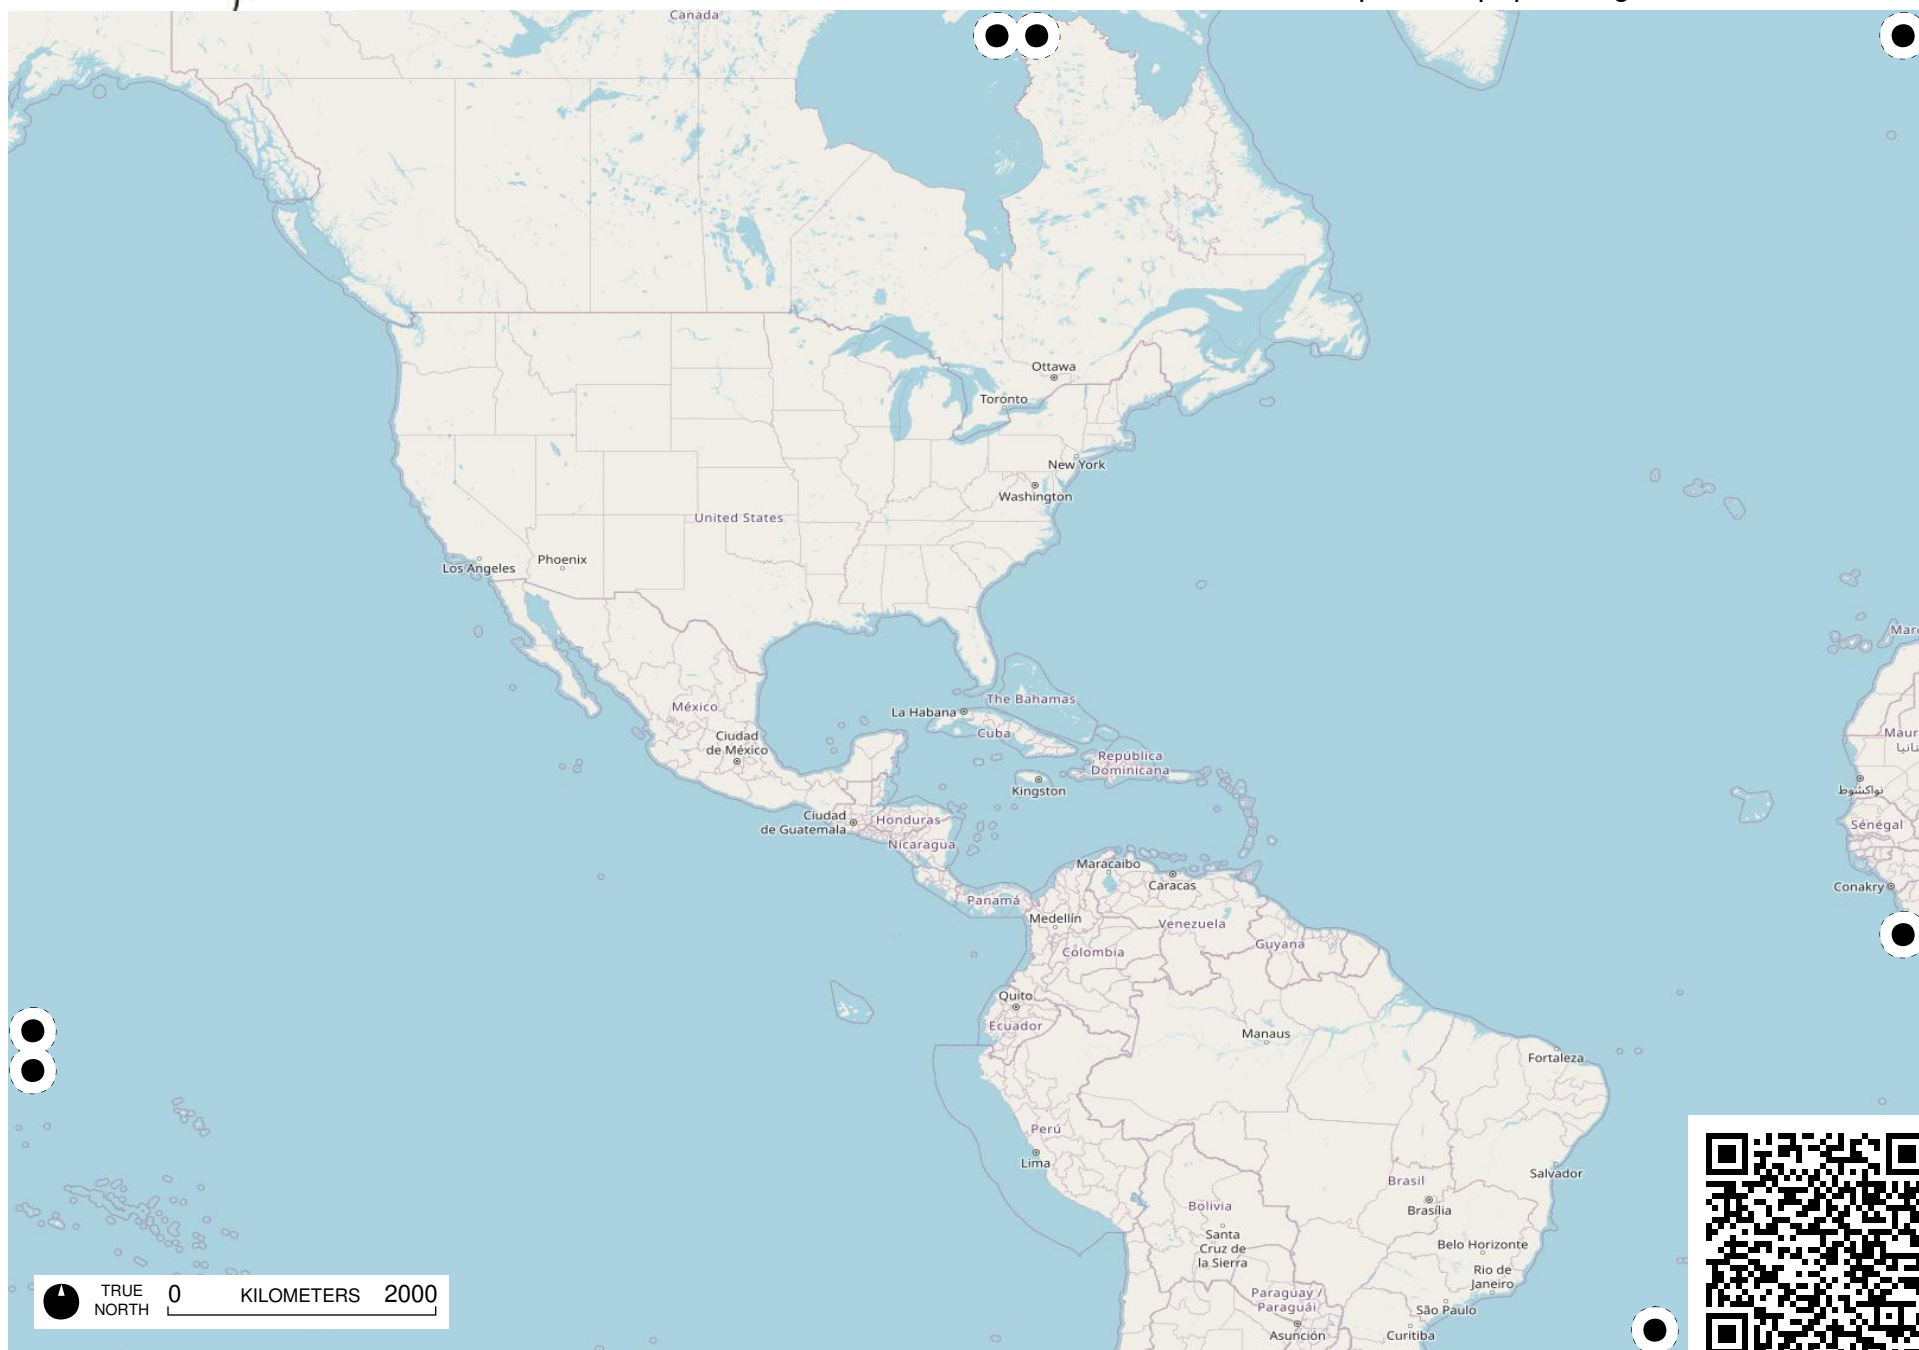 Canada
Ottawa
Toronto
New York
Washington
United States
Los Angeles
Phoenix
México
Ciudad
de México
La Habana
The Bahamas
Cuba
República
Dominicana
Kingston
Ciudad
de Guatemala
Honduras
Nicaragua
نواكشوط
Sénégal
Maracaibo
Caracas
Conakry
Panamá
Medellín
Venezuela
Guyana
Colombia
Quito
Ecuador
Manaus
Fortaleza
Perú
Lima
Salvador
Brasil
Brasília
Bolivia
Santa
Cruz de
la Sierra
Belo Horizonte
Rio de
Janeiro
Paraguay /
Paraguái
São Paulo
Asunción
Curitiba
TRUE
NORTH
0 KILOMETERS 2000